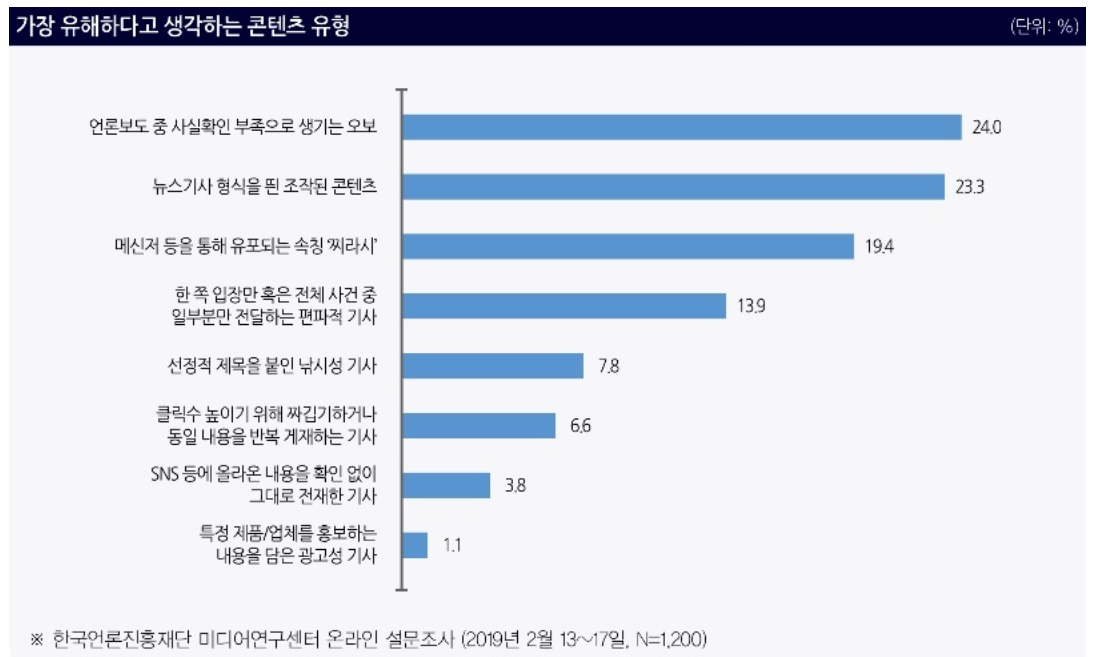 가장 유해하다고 생각하는 콘텐츠 유형
(단위: %)
언론보도 중 사실확인 부족으로 생기는 오보
24.0
뉴스기사 형식을 띈 조작된 콘텐츠
23.3
메신저 등을 통해 유포되는 속칭 '찌라시'
19.4
한 쪽 입장만 혹은 전체 사건 중
일부분만 전달하는 편파적 기사
13.9
선정적 제목을 붙인 낚시성 기사
7.8
클릭수 높이기 위해 짜깁기하거나
동일 내용을 반복 게재하는 기사
6.6
SNS 등에 올라온 내용을 확인 없이
그대로 전재한 기사
3.8
특정 제품/업체를 홍보하는
내용을 담은 광고성 기사
1.1
※ 한국언론진흥재단 미디어연구센터 온라인 설문조사 (2019년 2월 13~17일, N=1,200)